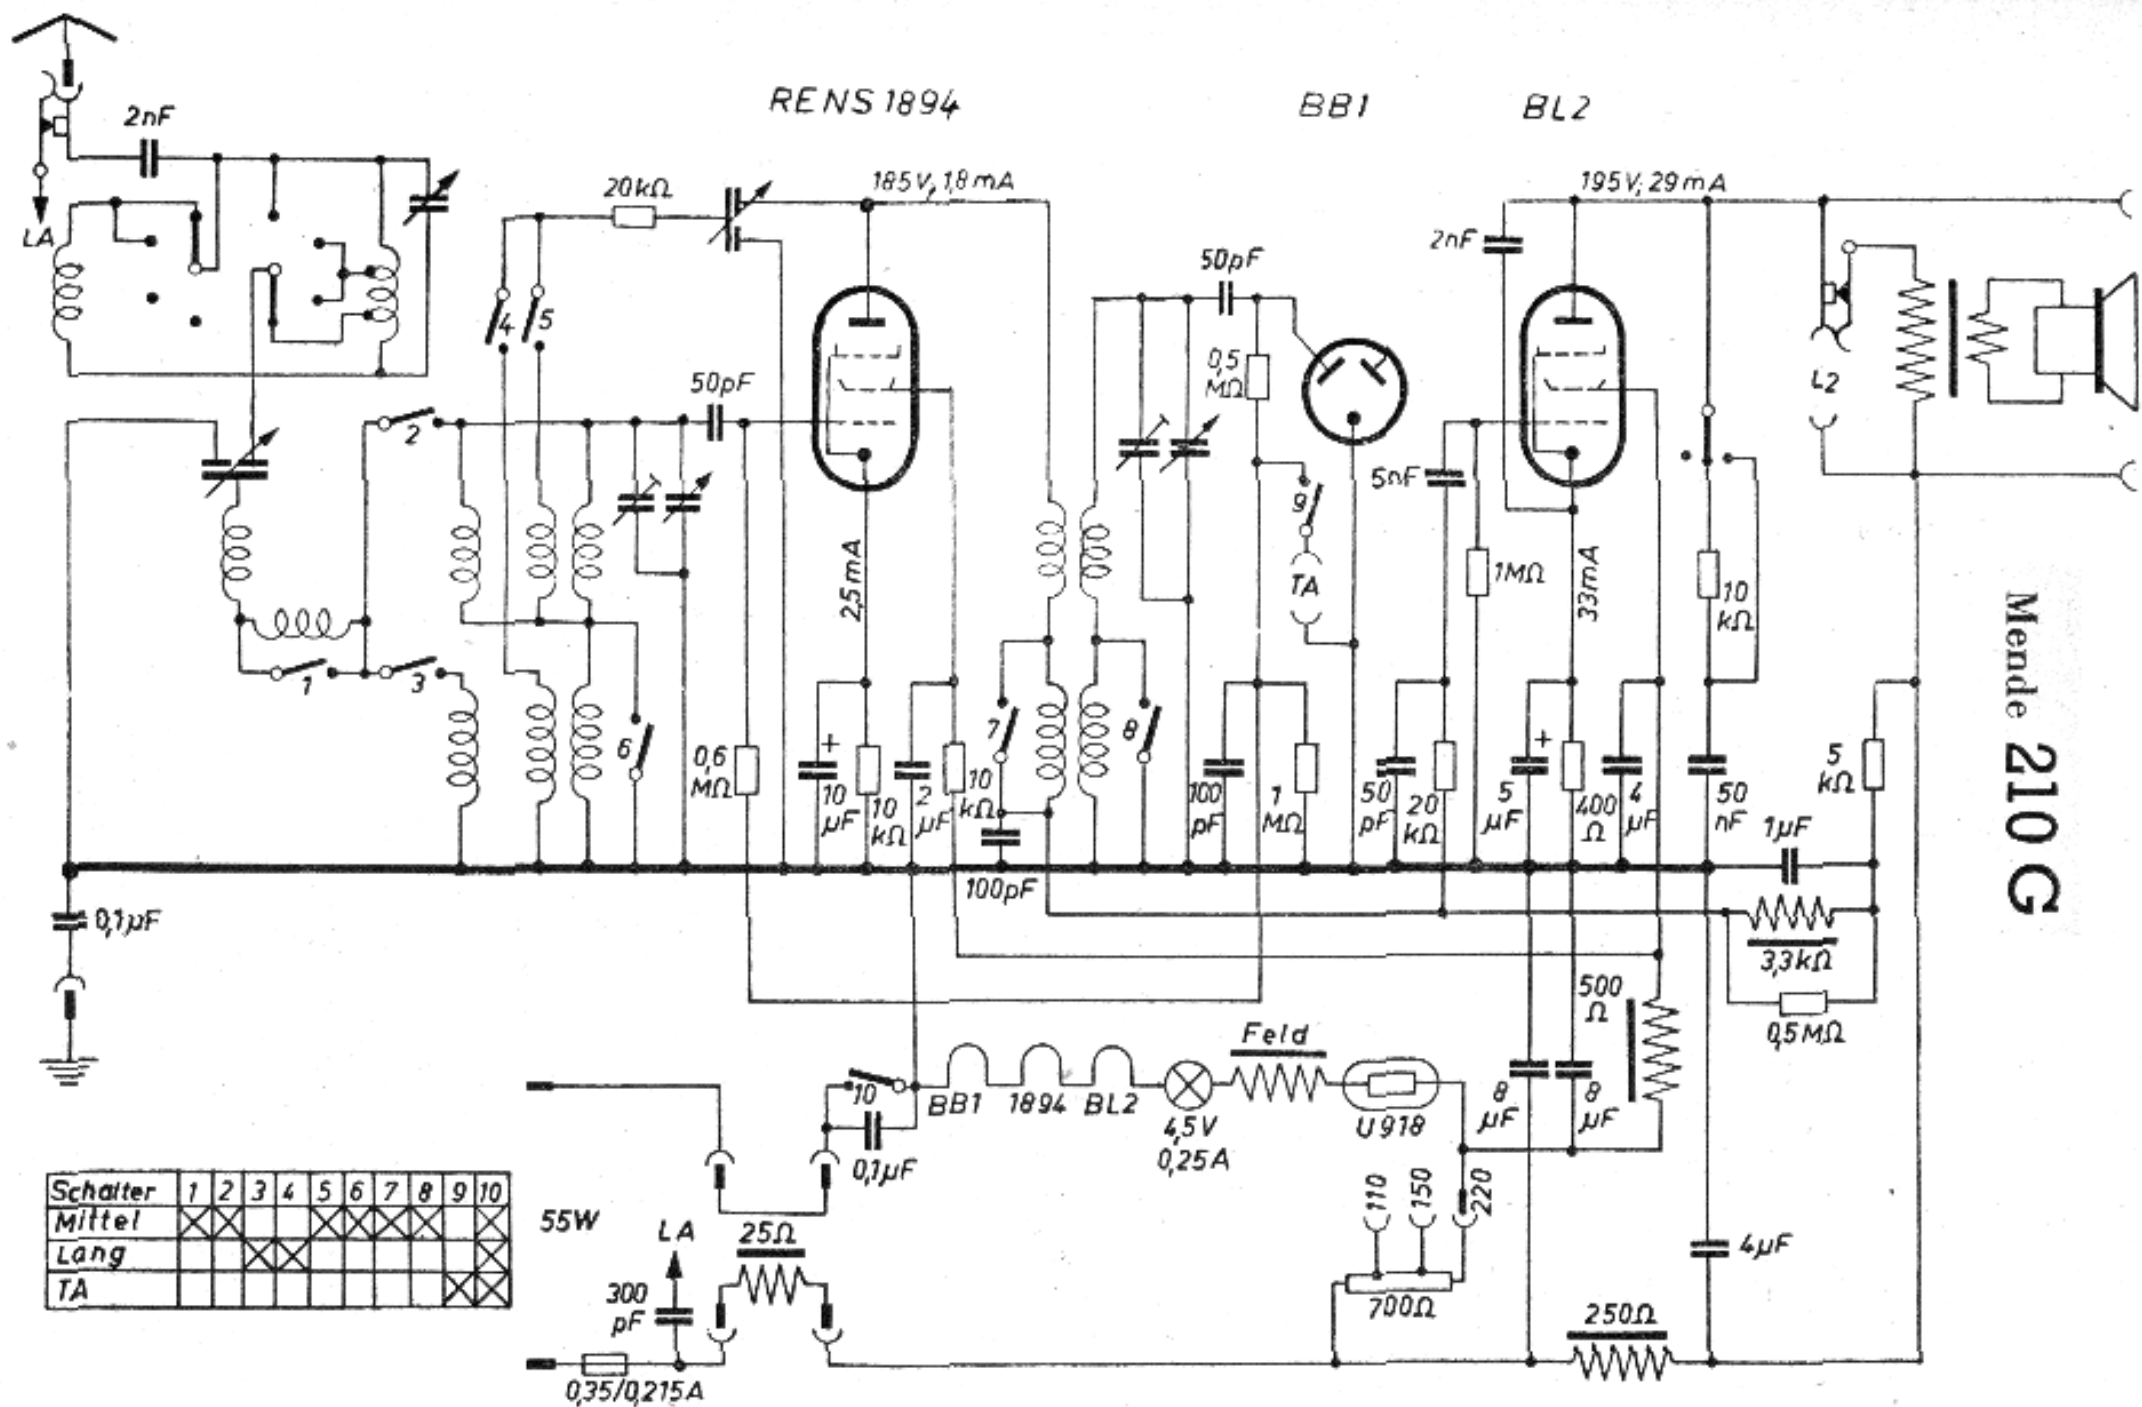 RENS 1894
BB1
BL2
2nF
LA
20kΩ
185V, 1,8mA
195V; 29mA
50pF
2nF
4
5
0,5
MΩ
L2
50pF
2
5nF
9
TA
1MΩ
2,5mA
33mA
10
kΩ
1
3
6
7
8
0,6
MΩ
+
10
µF
10
kΩ
2
µF
10
kΩ
100
pF
1
MΩ
50
pF
20
kΩ
+
5
µF
400
Ω
4
µF
50
nF
5
kΩ
1µF
100pF
0,1µF
3,3kΩ
0,5MΩ
500
Ω
Feld
10
BB1
1894
BL2
4,5V
0,25A
U918
8
µF
8
µF
0,1µF
110
150
220
700Ω
55W
LA
25Ω
300
pF
4µF
250Ω
0,35/0,215A
Schalter 1 2 3 4 5 6 7 8 9 10
Mittel
Lang
TA
Mende 210 G